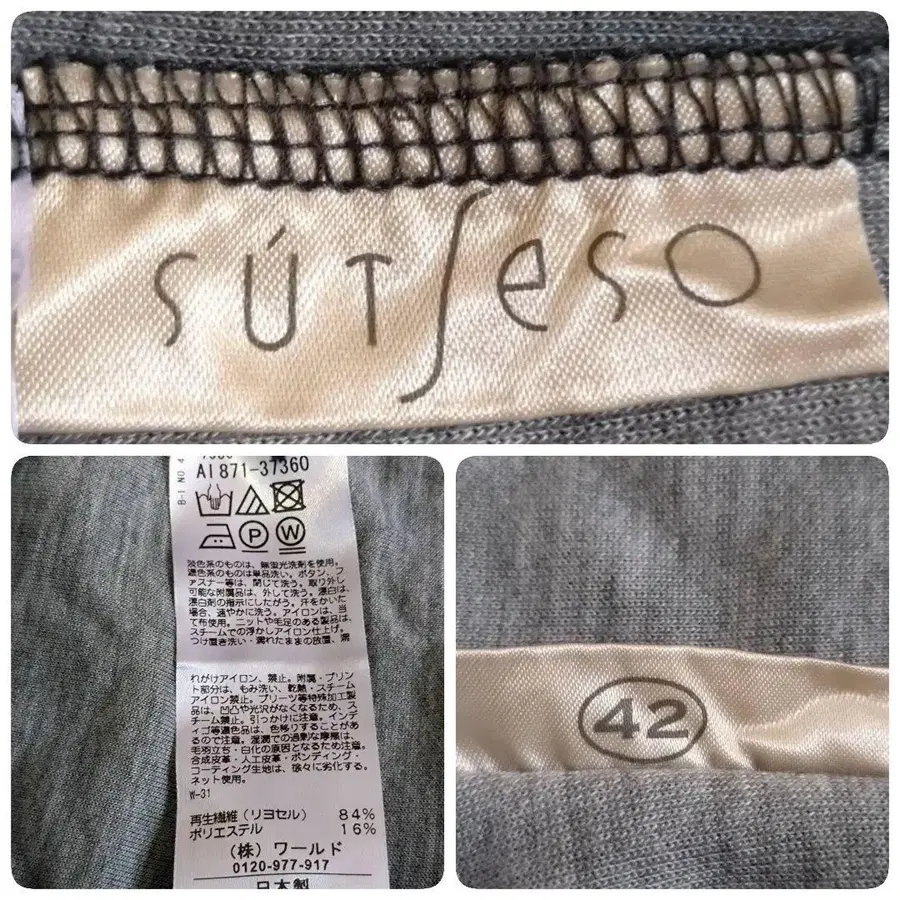 SÚTʃeSO
AI 871-37360
P W
淡色系のものは、無蛍光洗剤を使用。
濃色系のものは単品洗い。ボタン、フ
ァスナー等は、閉じて洗う。取り外し
可能な附属品は、外して洗う。漂白は、
漂白剤の指示にしたがう。汗をかいた
場合、速やかに洗う。アイロンは、当
て布使用。ニットや毛足のある製品は、
スチームでの浮かしアイロン仕上げ。
つけ置き洗い・濡れたままの放置、濡
れがけアイロン、禁止。附属・プリン
ト部分は、もみ洗い、乾熱・スチーム
アイロン禁止。プリーツ等特殊加工製
品は、凹凸や光沢がなくなるため、ス
チーム禁止。引っかけに注意。インデ
ィゴ等濃色品は、色移りすることがあ
るので注意。湿潤での過剰な摩擦は、
毛羽立ち・白化の原因となるため注意。
合成皮革・人工皮革・ボンディング・
コーティング生地は、徐々に劣化する。
ネット使用。
W-31
再生繊維（リヨセル） 84%
ポリエステル 16%
（株）ワールド
0120-977-917
日本製
42